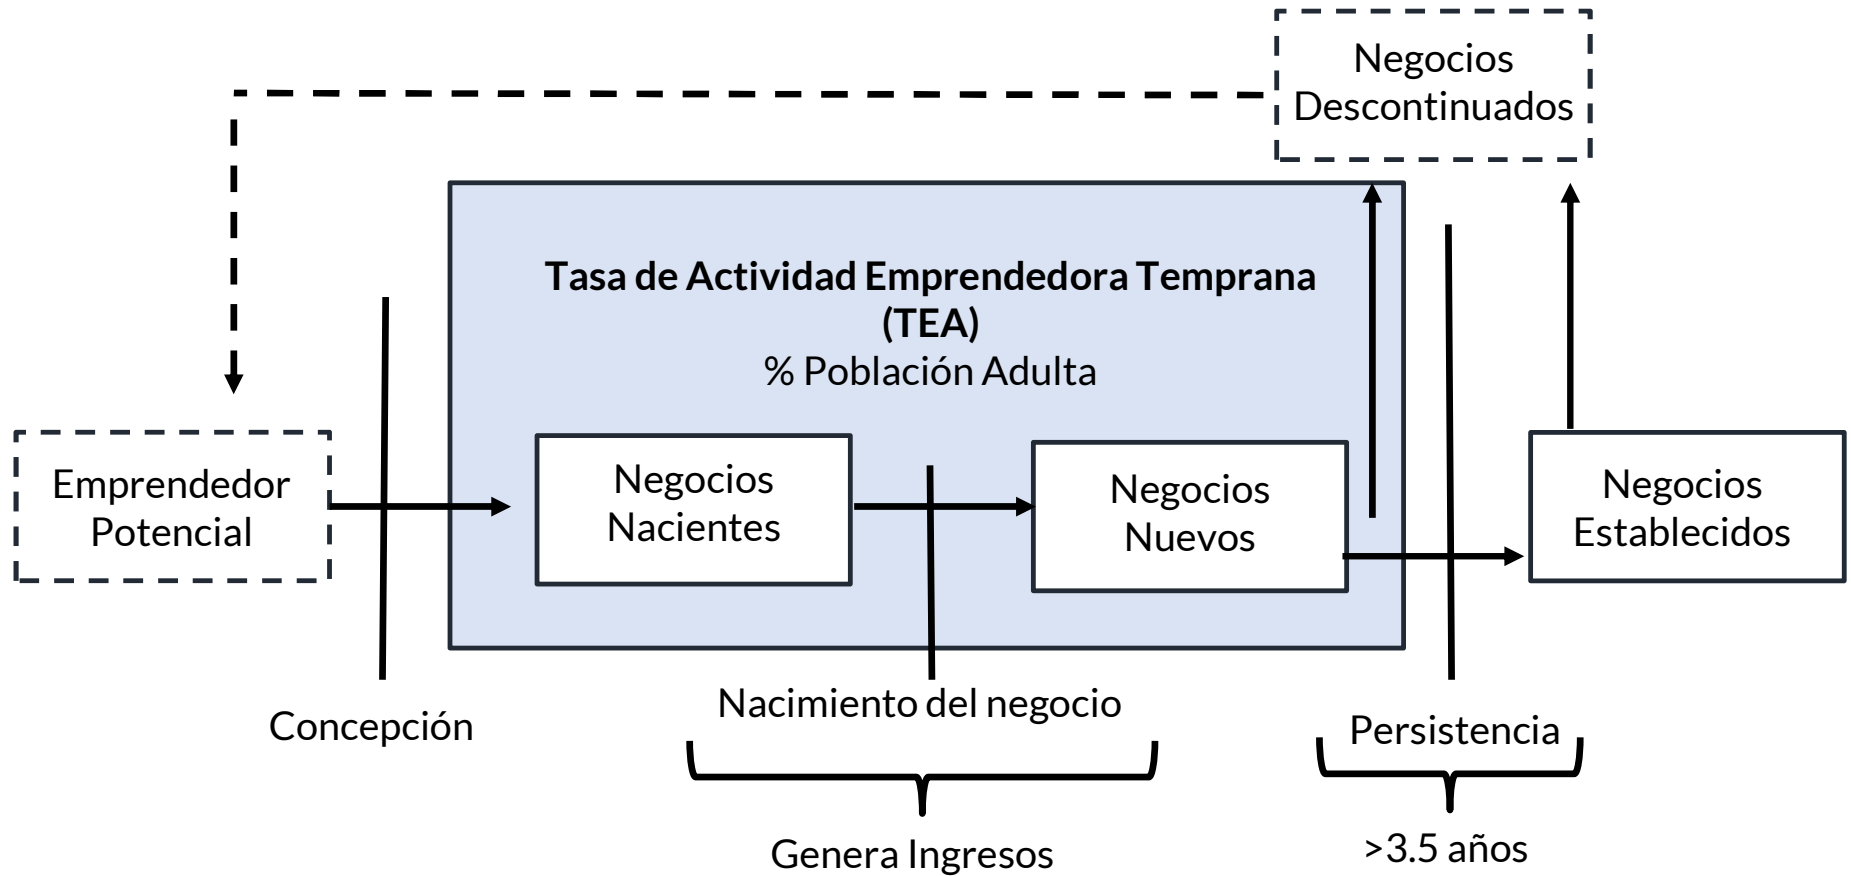 Negocios
Descontinuados
Tasa de Actividad Emprendedora Temprana
(TEA)
% Población Adulta
Emprendedor
Potencial
Negocios
Nacientes
Negocios
Nuevos
Negocios
Establecidos
Concepción
Nacimiento del negocio
Persistencia
Genera Ingresos
>3.5 años